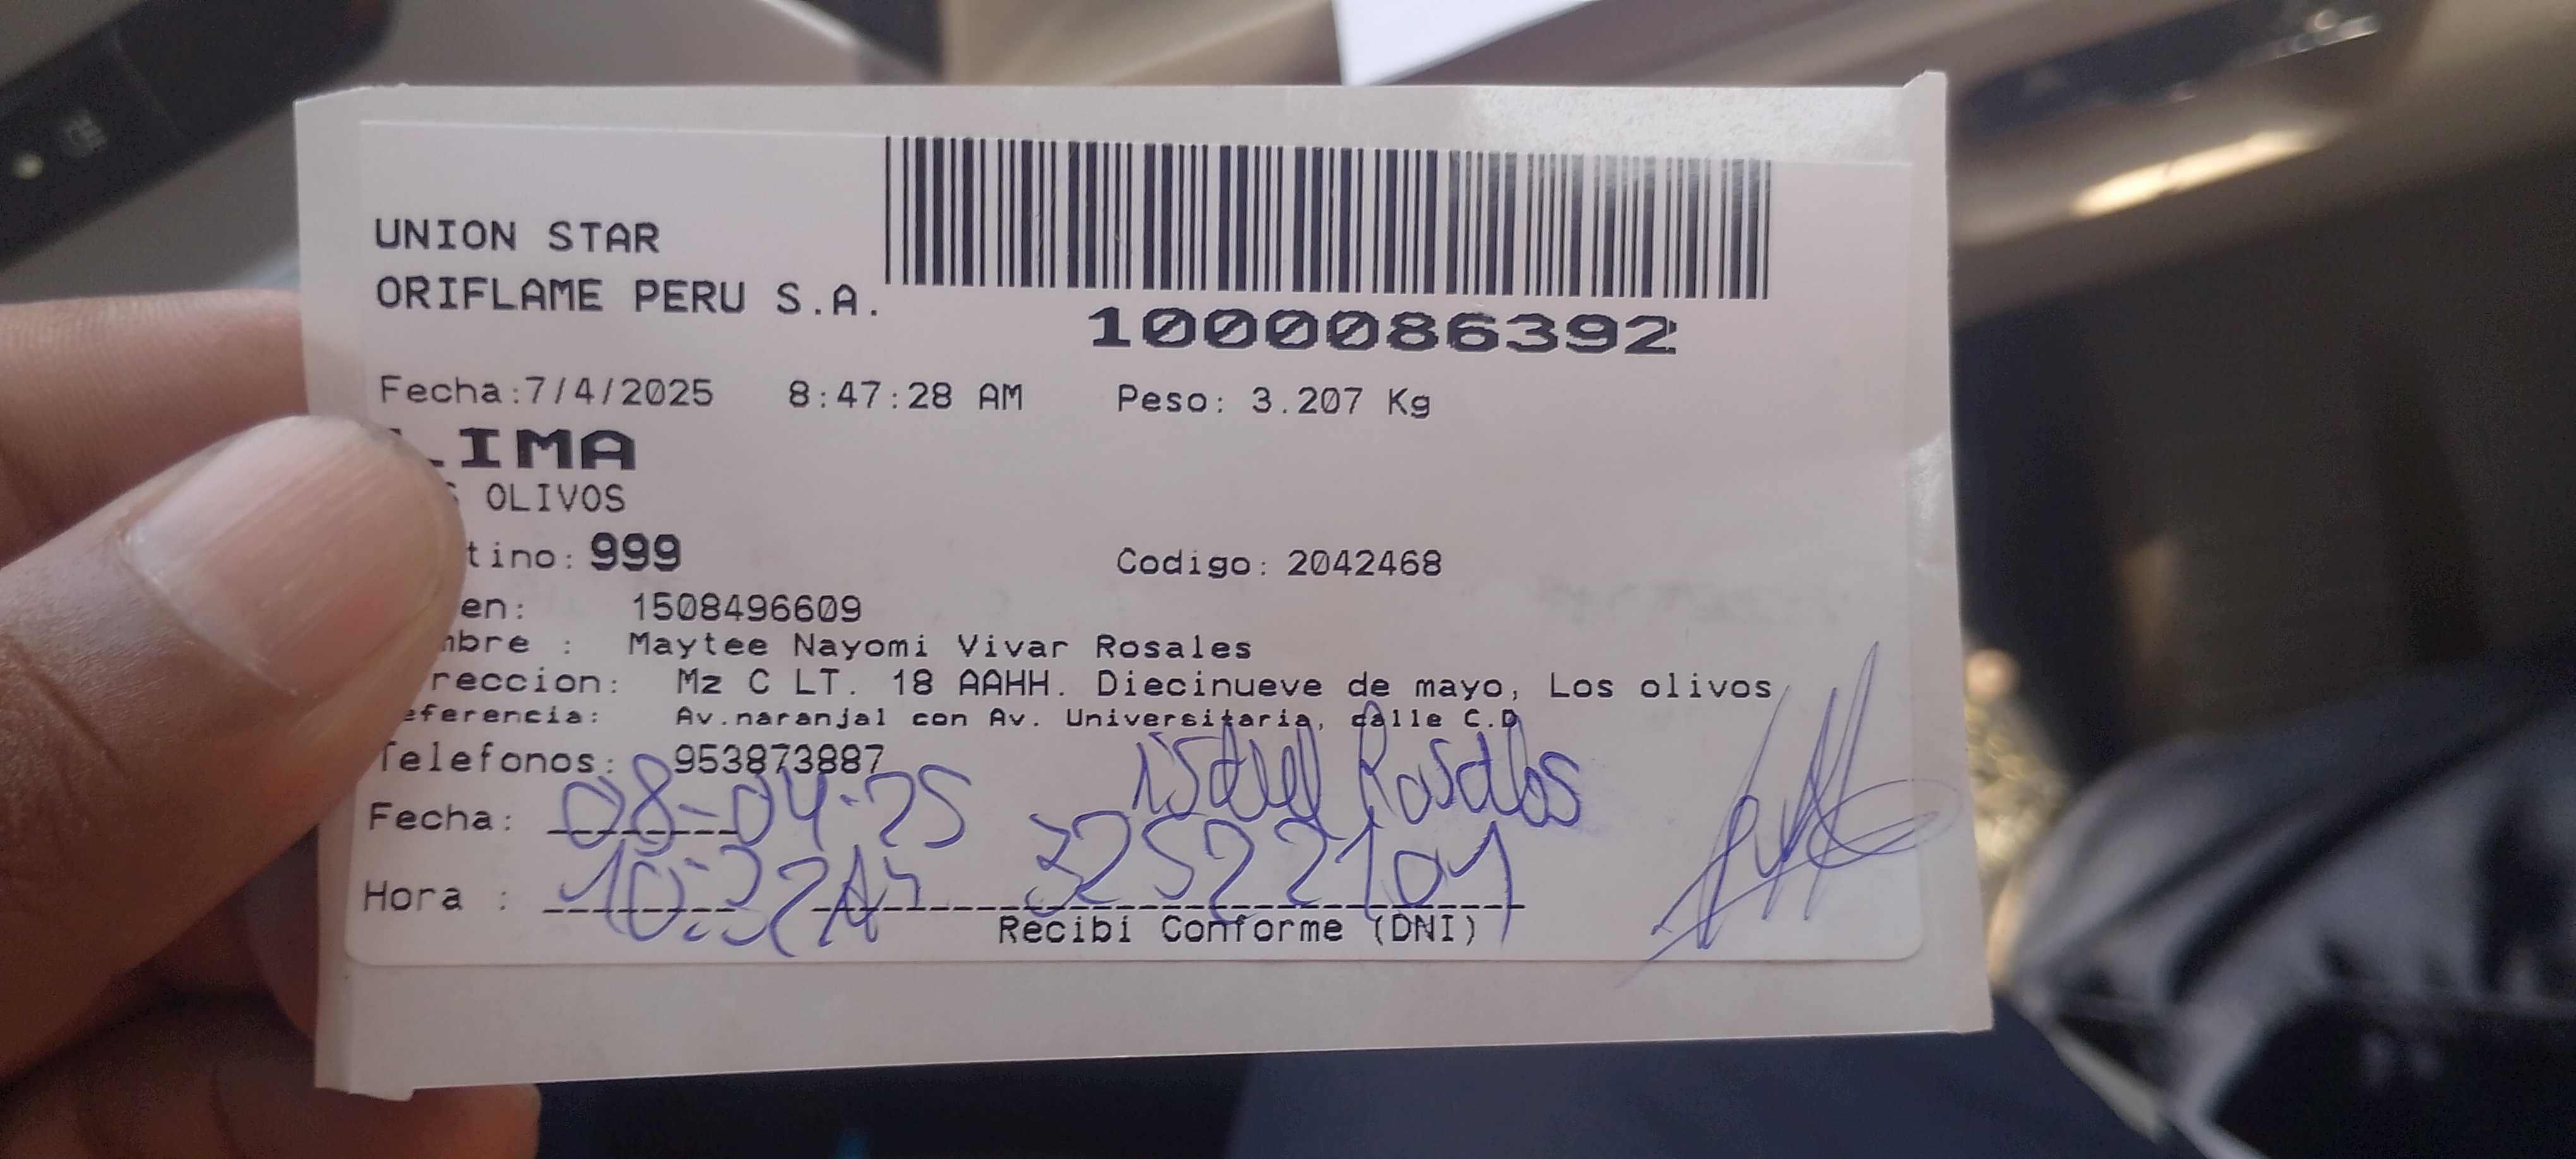 UNION STAR
ORIFLAME PERU S.A.
1000086392
Fecha:7/4/2025 8:47:28 AM Peso: 3.207 Kg
LIMA
OLIVOS
tino: 999 Codigo: 2042468
en: 1508496609
mbre : Maytee Nayomi Vivar Rosales
reccion: Mz C LT. 18 AAHH. Diecinueve de mayo, Los olivos
eferencia: Av.naranjal con Av. Universitaria, calle C.D
Telefonos: 953873887
Fecha: 08-04-25 Rosales
Hora : 32522101
Recibi Conforme (DNI)